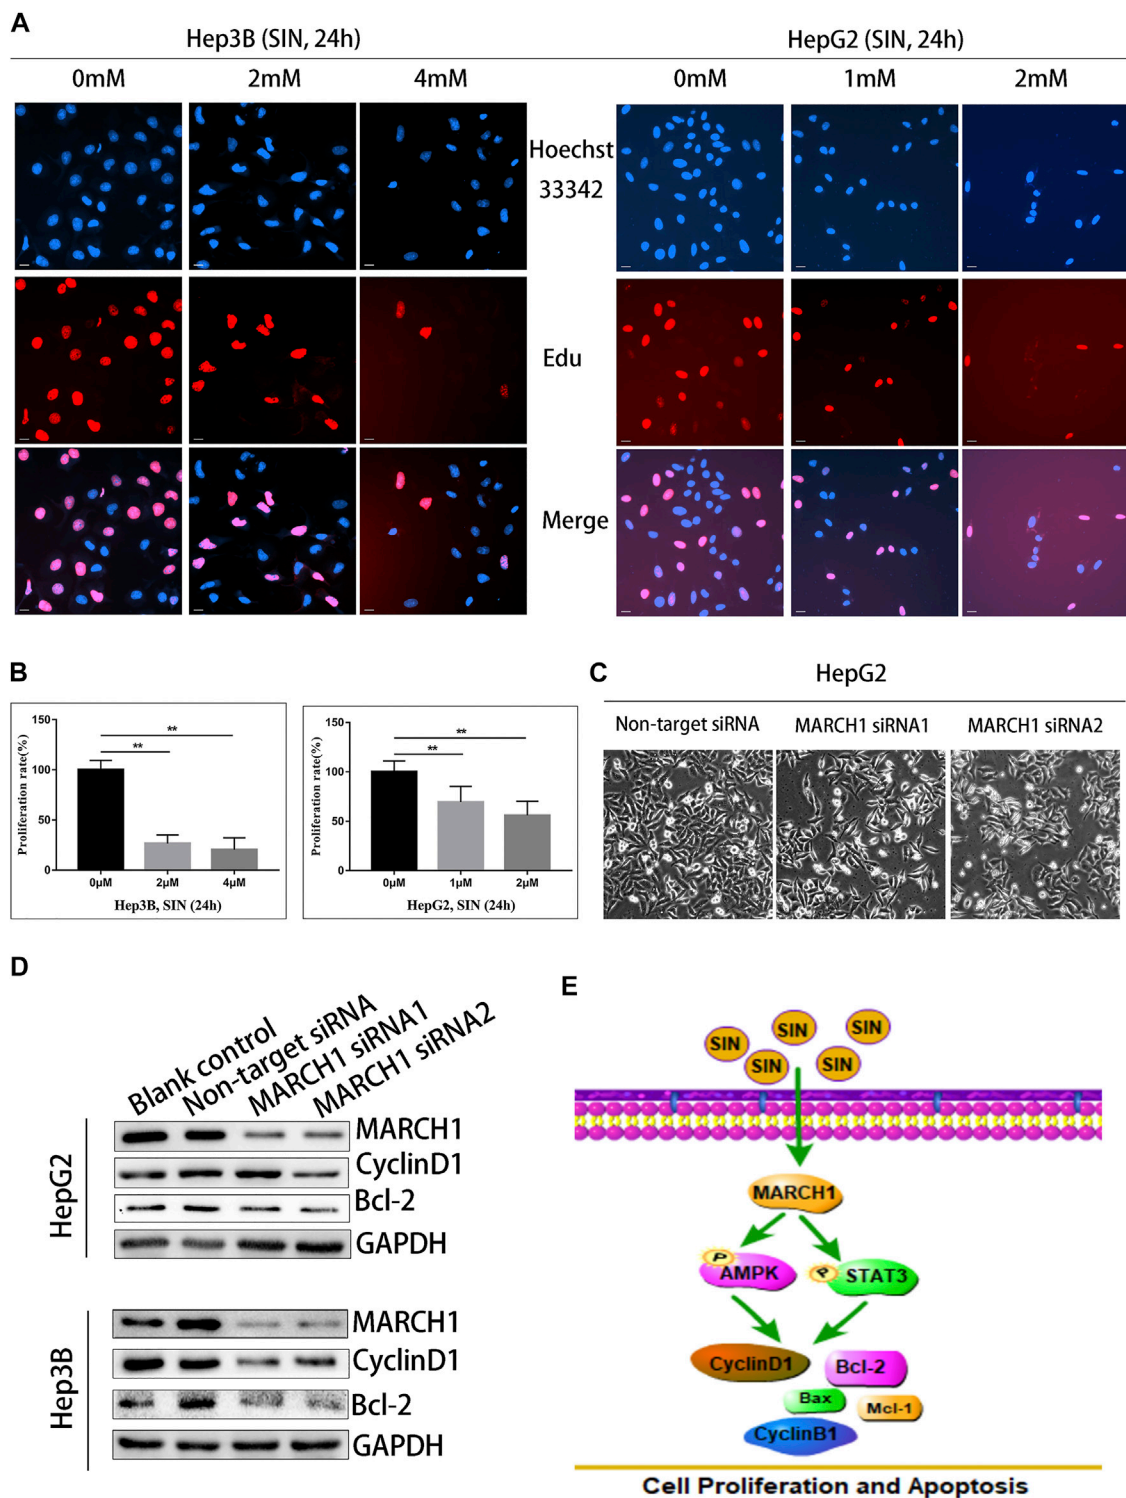 A
Hep3B (SIN, 24h)
HepG2 (SIN, 24h)
0mM
2mM
4mM
0mM
1mM
2mM
Hoechst
33342
Edu
Merge
B
Proliferation rate(%)
150
100
50
0
**
**
0μM
2μM
4μM
Hep3B, SIN (24h)
Proliferation rate(%)
150
100
50
0
**
**
0μM
1μM
2μM
HepG2, SIN (24h)
C
HepG2
Non-target siRNA
MARCH1 siRNA1
MARCH1 siRNA2
D
Blank control
Non-target siRNA
MARCH1 siRNA1
MARCH1 siRNA2
HepG2
MARCH1
CyclinD1
Bcl-2
GAPDH
Hep3B
MARCH1
CyclinD1
Bcl-2
GAPDH
E
SIN
SIN
SIN
SIN
SIN
MARCH1
P
AMPK
P
STAT3
CyclinD1
Bcl-2
Bax
Mcl-1
CyclinB1
Cell Proliferation and Apoptosis